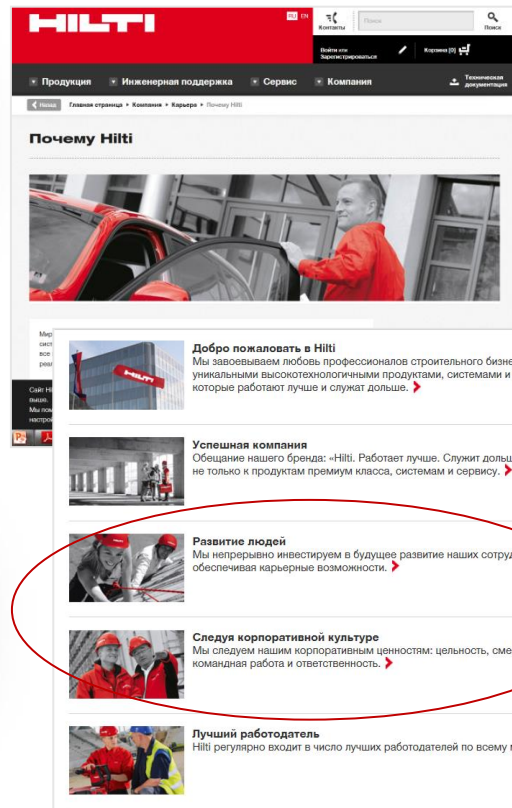 HILTI
RU EN
Контакты
Поиск
Поиск
Войти или
Зарегистрироваться
Корзина (0)
Продукция
Инженерная поддержка
Сервис
Компания
Техническая
документация
Назад
Главная страница
Компания
Карьера
Почему Hilti
Почему Hilti
Мир
сист
все
реал
Сайт Hi
выше.
Мы пом
настрой
HILTI
Добро пожаловать в Hilti
Мы завоевываем любовь профессионалов строительного бизне
уникальными высокотехнологичными продуктами, системами и
которые работают лучше и служат дольше.
Успешная компания
Обещание нашего бренда: «Hilti. Работает лучше. Служит дольш
не только к продуктам премиум класса, системам и сервису.
Развитие людей
Мы непрерывно инвестируем в будущее развитие наших сотруд
обеспечивая карьерные возможности.
Следуя корпоративной культуре
Мы следуем нашим корпоративным ценностям: цельность, сме
командная работа и ответственность.
Лучший работодатель
Hilti регулярно входит в число лучших работодателей по всему м